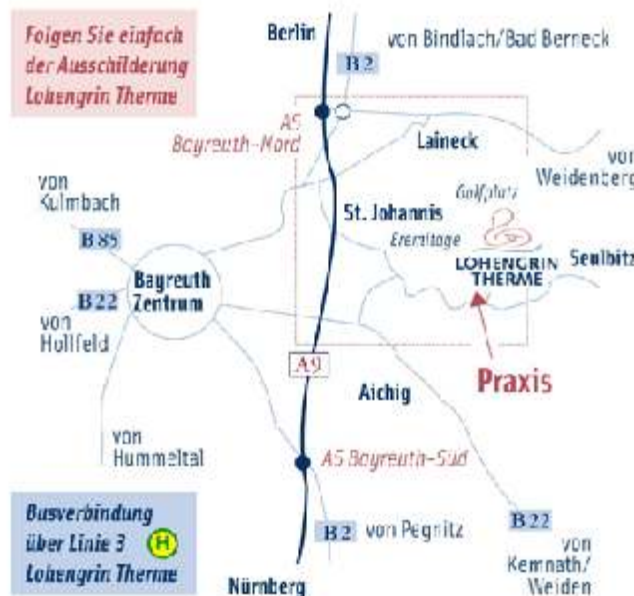 Folgen Sie einfach
der Ausschilderung
Lohengrin Therme
Berlin
von Bindlach/Bad Berneck
B 2
AS
Bayreuth-Nord
Laineck
von
Weidenberg
von
Kulmbach
Golfplatz
St. Johannis
Eremitage
B 85
LOHENGRIN
THERME
Seulbitz
Bayreuth
Zentrum
B 22
von
Hollfeld
A 9
Praxis
Aichig
von
Hummeltal
AS Bayreuth-Süd
Busverbindung
über Linie 3
H
Lohengrin Therme
B 2
von Pegnitz
B 22
von
Kemnath/
Weiden
Nürnberg